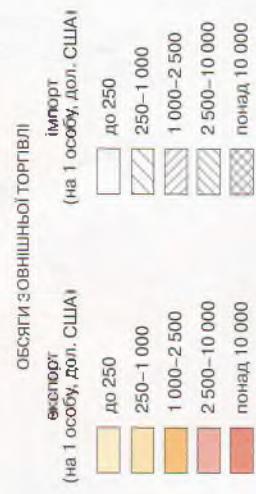 ОБСЯГИ ЗОВНІШНЬОЇ ТОРГІВЛІ
експорт
(на 1 особу, дол. США)
до 250
250–1 000
1 000–2 500
2 500–10 000
понад 10 000
імпорт
(на 1 особу, дол. США)
до 250
250–1 000
1 000–2 500
2 500–10 000
понад 10 000